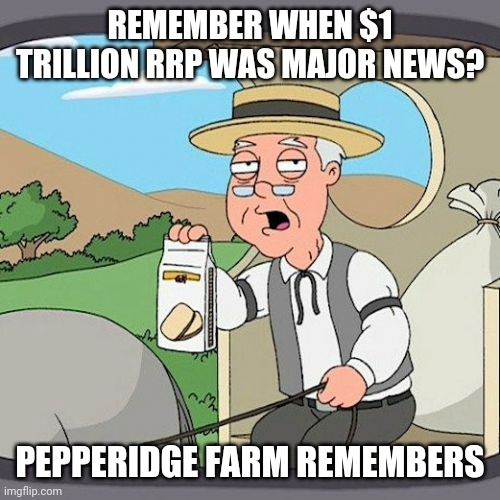 REMEMBER WHEN $1
TRILLION RRP WAS MAJOR NEWS?
PEPPERIDGE FARM REMEMBERS
imgflip.com